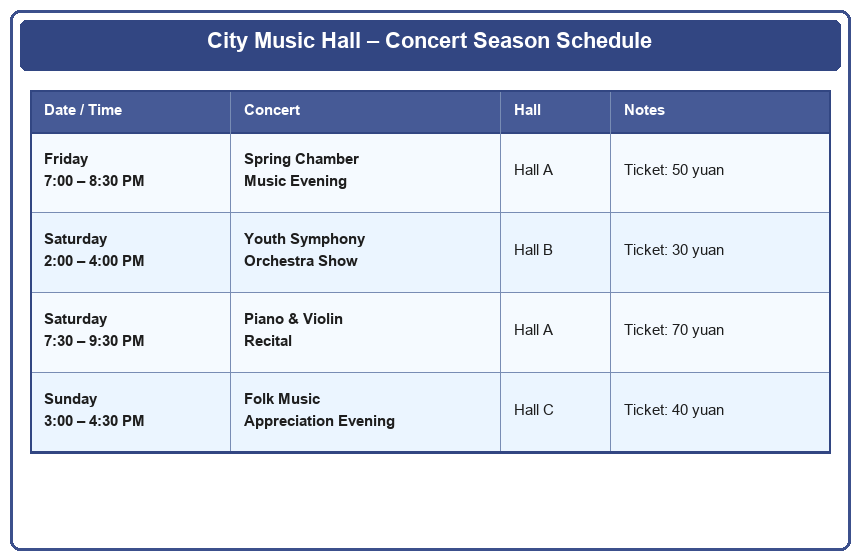 City Music Hall – Concert Season Schedule
Date / Time Concert Hall Notes
Friday
7:00 – 8:30 PM
Spring Chamber
Music Evening
Hall A
Ticket: 50 yuan
Saturday
2:00 – 4:00 PM
Youth Symphony
Orchestra Show
Hall B
Ticket: 30 yuan
Saturday
7:30 – 9:30 PM
Piano & Violin
Recital
Hall A
Ticket: 70 yuan
Sunday
3:00 – 4:30 PM
Folk Music
Appreciation Evening
Hall C
Ticket: 40 yuan